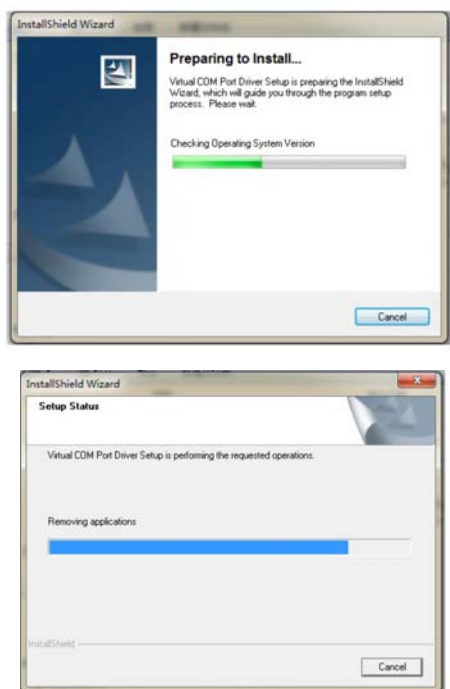 InstallShield Wizard
Preparing to Install...
Virtual COM Port Driver Setup is preparing the InstallShield
Wizard, which will guide you through the program setup
process. Please wait.
Checking Operating System Version
Cancel
InstallShield Wizard
Setup Status
Virtual COM Port Driver Setup is performing the requested operations.
Removing applications
InstallShield
Cancel